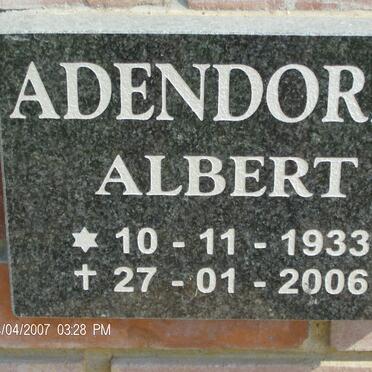 ADENDOR
ALBERT
10 - 11 - 1933
27 - 01 - 2006
/04/2007 03:28 PM